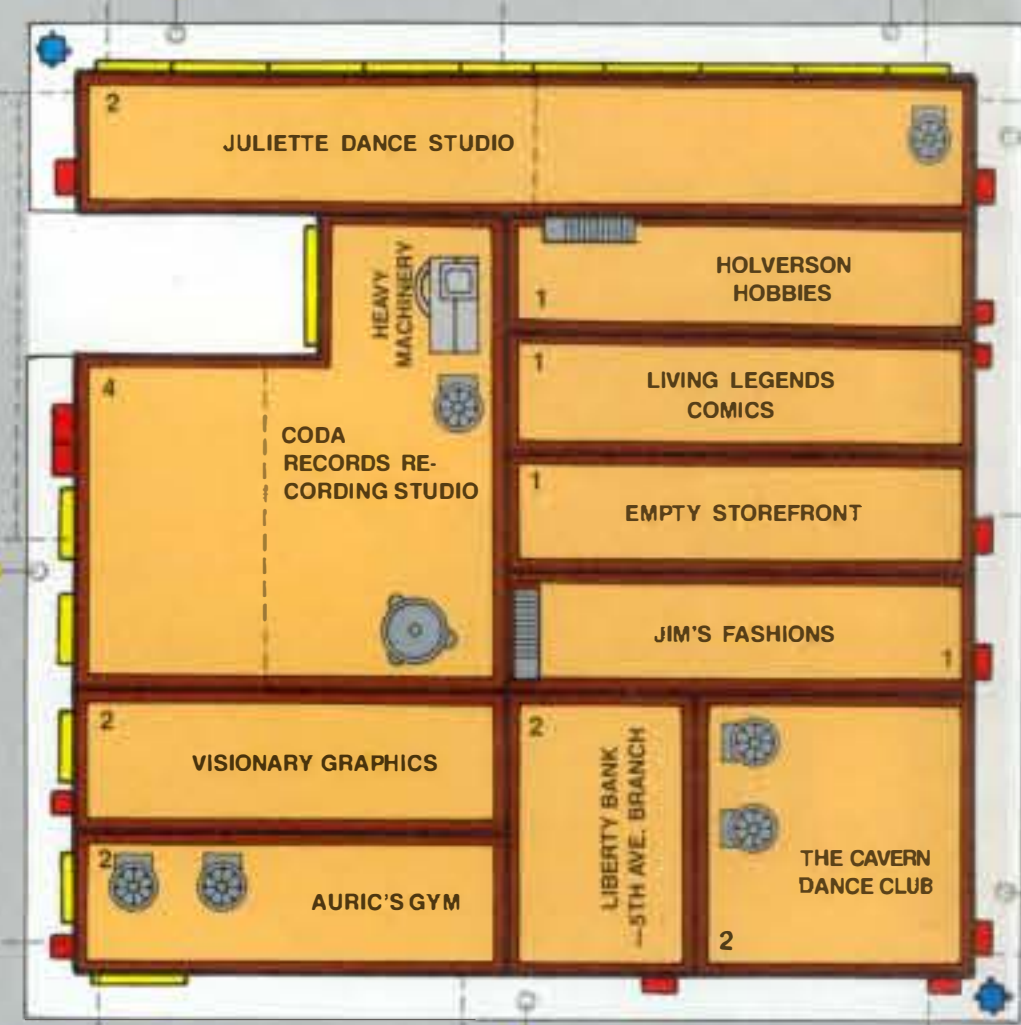 2
JULIETTE DANCE STUDIO
HEAVY
MACHINERY
1
HOLVERSON
HOBBIES
4
CODA
RECORDS RE-
CORDING STUDIO
1
LIVING LEGENDS
COMICS
1
EMPTY STOREFRONT
JIM'S FASHIONS
1
2
VISIONARY GRAPHICS
2
AURIC'S GYM
2
LIBERTY BANK
—5TH AVE. BRANCH
THE CAVERN
DANCE CLUB
2